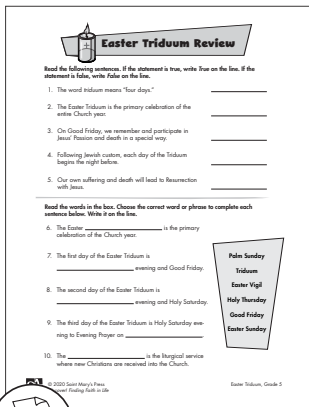 Easter Triduum Review
Read the following sentences. If the statement is true, write True on the line. If the
statement is false, write False on the line.
1. The word triduum means "four days."
2. The Easter Triduum is the primary celebration of the
entire Church year.
3. On Good Friday, we remember and participate in
Jesus' Passion and death in a special way.
4. Following Jewish custom, each day of the Triduum
begins the night before.
5. Our own suffering and death will lead to Resurrection
with Jesus.
Read the words in the box. Choose the correct word or phrase to complete each
sentence below. Write it on the line.
6. The Easter ____________ is the primary
celebration of the Church year.
7. The first day of the Easter Triduum is
____________ evening and Good Friday.
8. The second day of the Easter Triduum is
____________ evening and Holy Saturday.
9. The third day of the Easter Triduum is Holy Saturday eve-
ning to Evening Prayer on ____________.
10. The ____________ is the liturgical service
where new Christians are received into the Church.
Palm Sunday
Triduum
Easter Vigil
Holy Thursday
Good Friday
Easter Sunday
© 2020 Saint Mary's Press
Discover! Finding Faith in Life
Easter Triduum, Grade 5